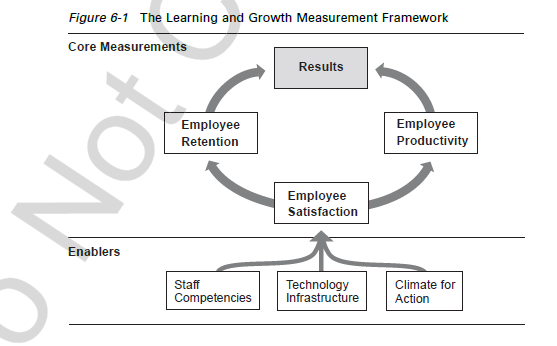 Figure 6-1 The Learning and Growth Measurement Framework
Core Measurements
Results
Employee
Retention
Employee
Productivity
Employee
Satisfaction
Enablers
Staff
Competencies
Technology
Infrastructure
Climate for
Action
o Not C